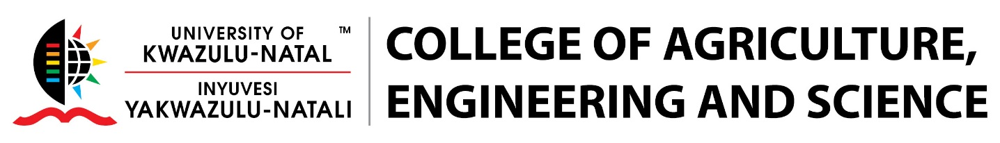 UNIVERSITY OF ™
KWAZULU-NATAL
INYUVESI
YAKWAZULU-NATALI
COLLEGE OF AGRICULTURE,
ENGINEERING AND SCIENCE